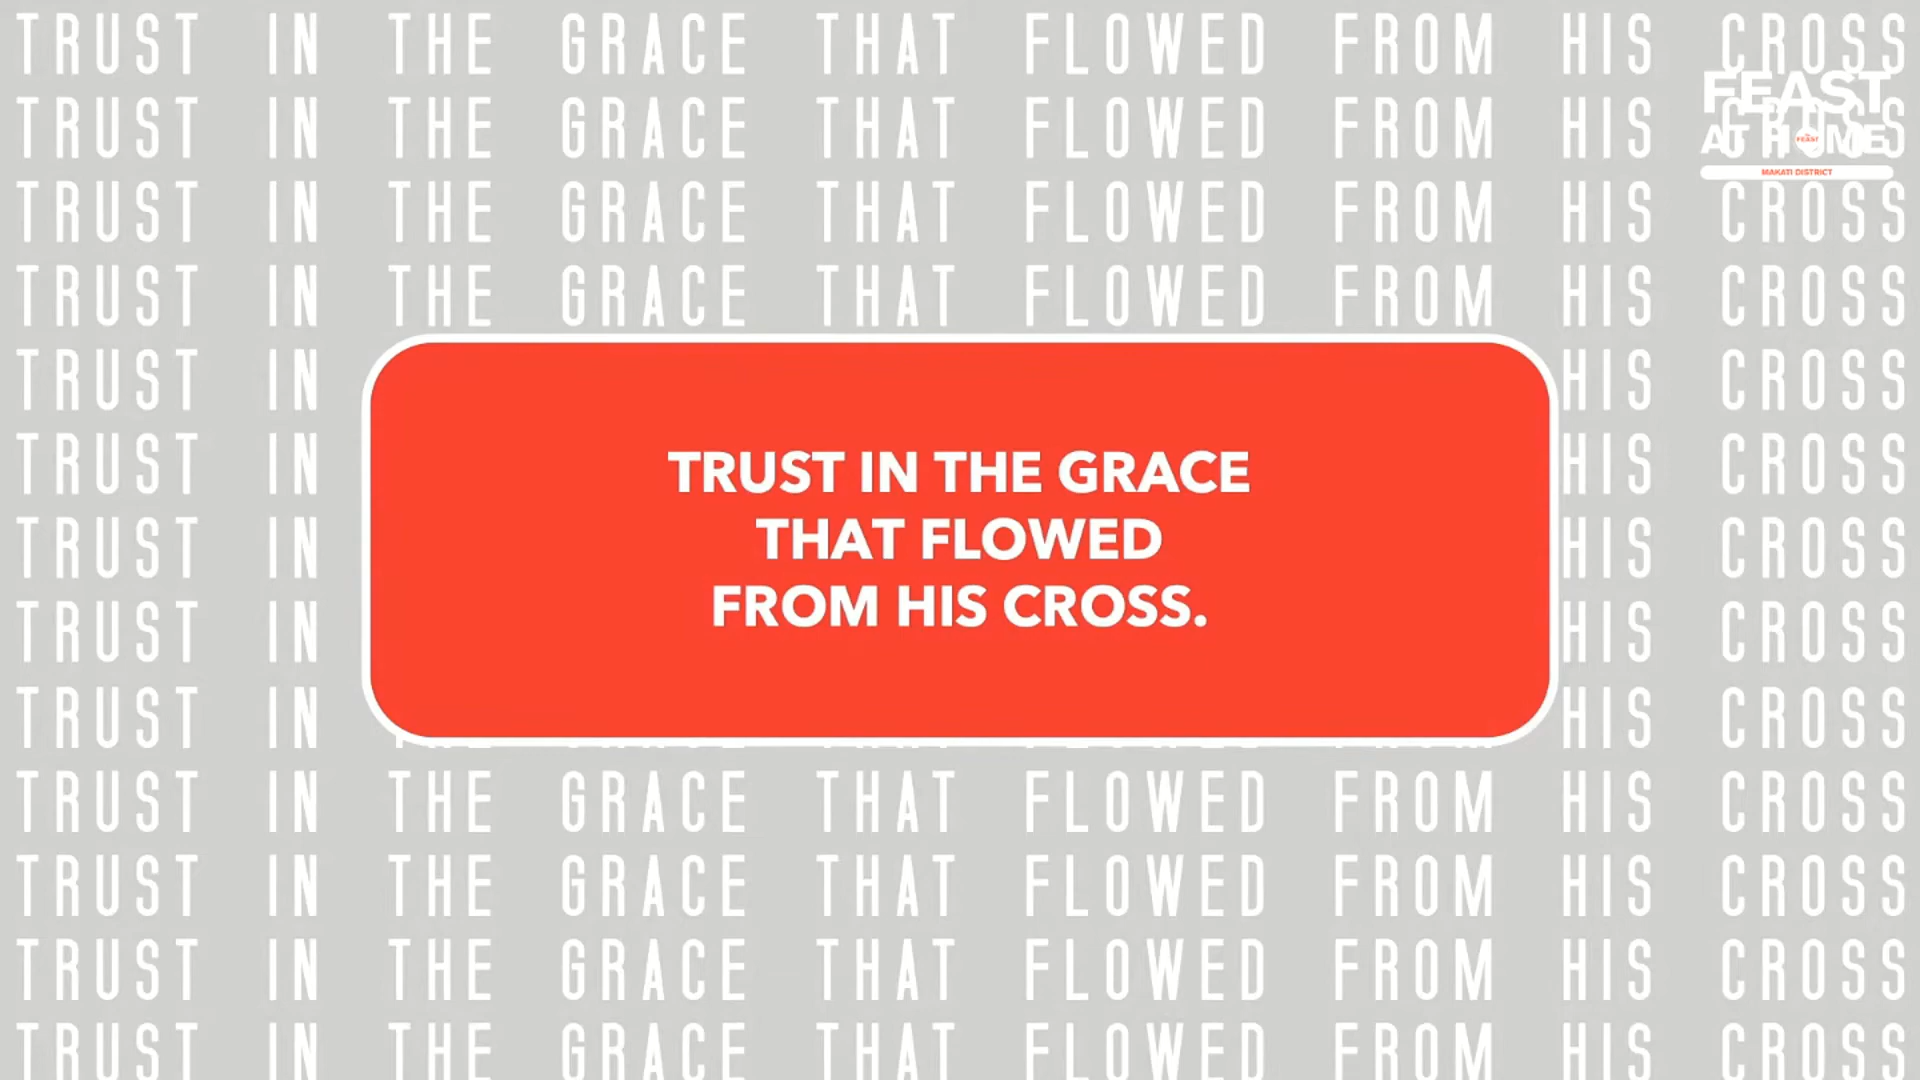 TRUST IN THE GRACE THAT FLOWED FROM HIS CROSS
FEAST
TRUST IN THE GRACE THAT FLOWED FROM HIS CROSS
AT HOME
FEAST
MAKATI DISTRICT
TRUST IN THE GRACE THAT FLOWED FROM HIS CROSS
TRUST IN THE GRACE THAT FLOWED FROM HIS CROSS
TRUST IN HIS CROSS
TRUST IN HIS CROSS
TRUST IN HIS CROSS
TRUST IN HIS CROSS
TRUST IN HIS CROSS
TRUST IN THE GRACE
THAT FLOWED
FROM HIS CROSS.
TRUST IN THE GRACE THAT FLOWED FROM HIS CROSS
TRUST IN THE GRACE THAT FLOWED FROM HIS CROSS
TRUST IN THE GRACE THAT FLOWED FROM HIS CROSS
TRUST IN THE GRACE THAT FLOWED FROM HIS CROSS